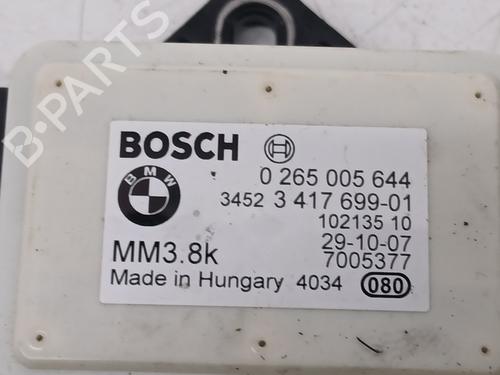 B-PARTS
BOSCH
0 265 005 644
BMW
3452 3 417 699-01
102135 10
29-10-07
MM3.8k
7005377
Made in Hungary 4034 080